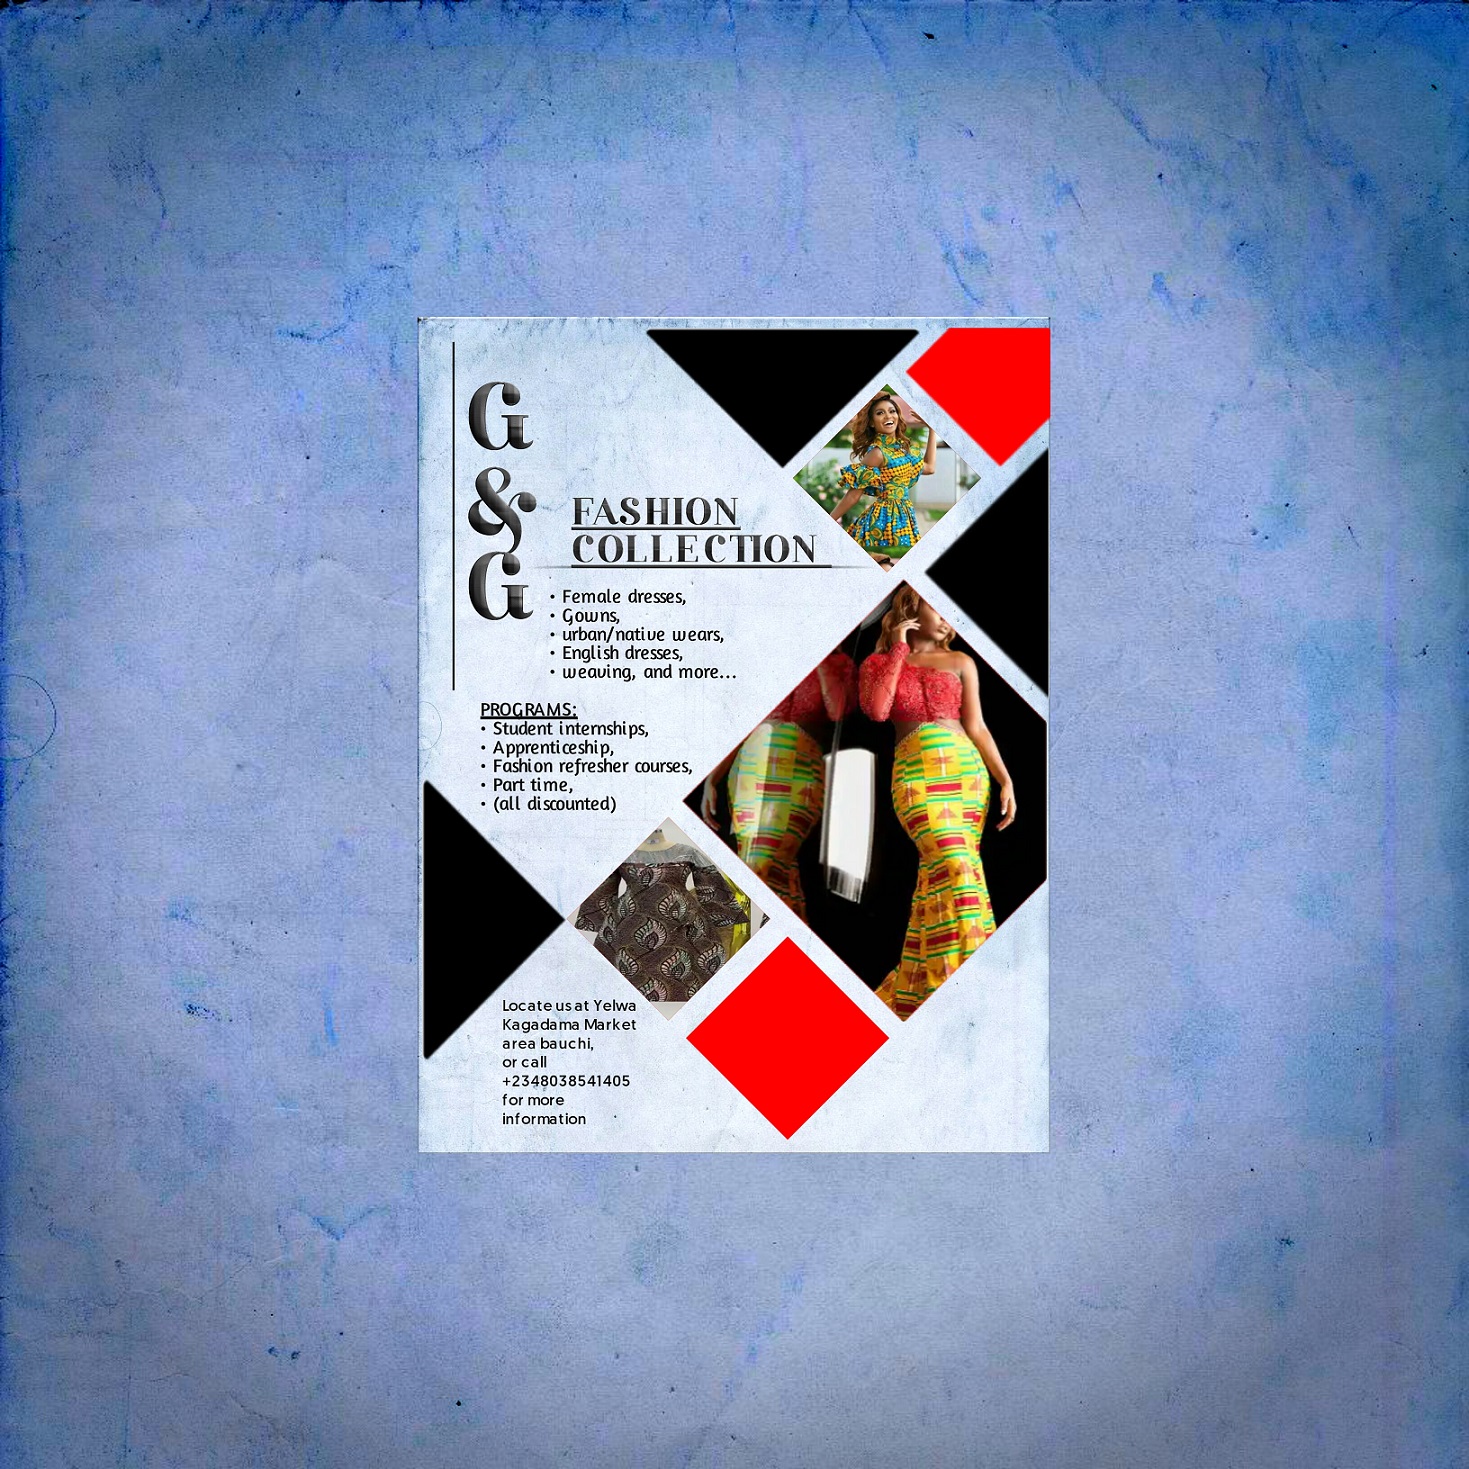 G
&
G
FASHION
COLLECTION
• Female dresses,
• Gowns,
• urban/native wears,
• English dresses,
• weaving, and more...
PROGRAMS:
• Student internships,
• Apprenticeship,
• Fashion refresher courses,
• Part time,
• (all discounted)
Locate us at Yelwa
Kagadama Market
area bauchi,
or call
+2348038541405
for more
information